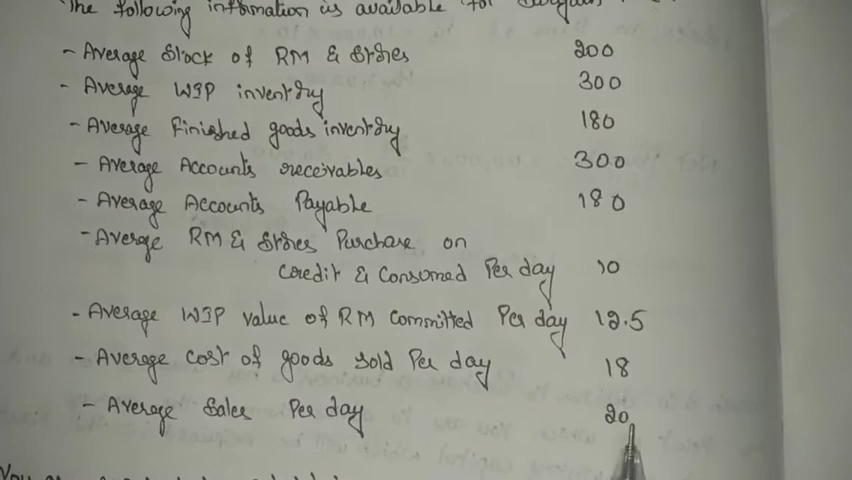 The following information is available for
- Average Stock of RM & Stores 200
- Average WIP inventory 300
- Average Finished goods inventory 180
- Average Accounts receivables 300
- Average Accounts Payable 180
- Average RM & Stores Purchase on
Credit & Consumed Per day 10
- Average WIP value of RM Committed Per day 12.5
- Average Cost of goods sold Per day 18
- Average Sales Per day 20
You are